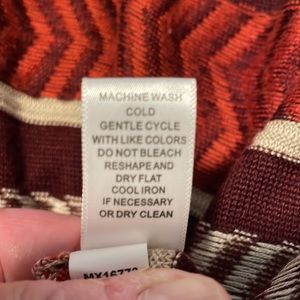 MACHINE WASH
COLD
GENTLE CYCLE
WITH LIKE COLORS
DO NOT BLEACH
RESHAPE AND
DRY FLAT
COOL IRON
IF NECESSARY
OR DRY CLEAN